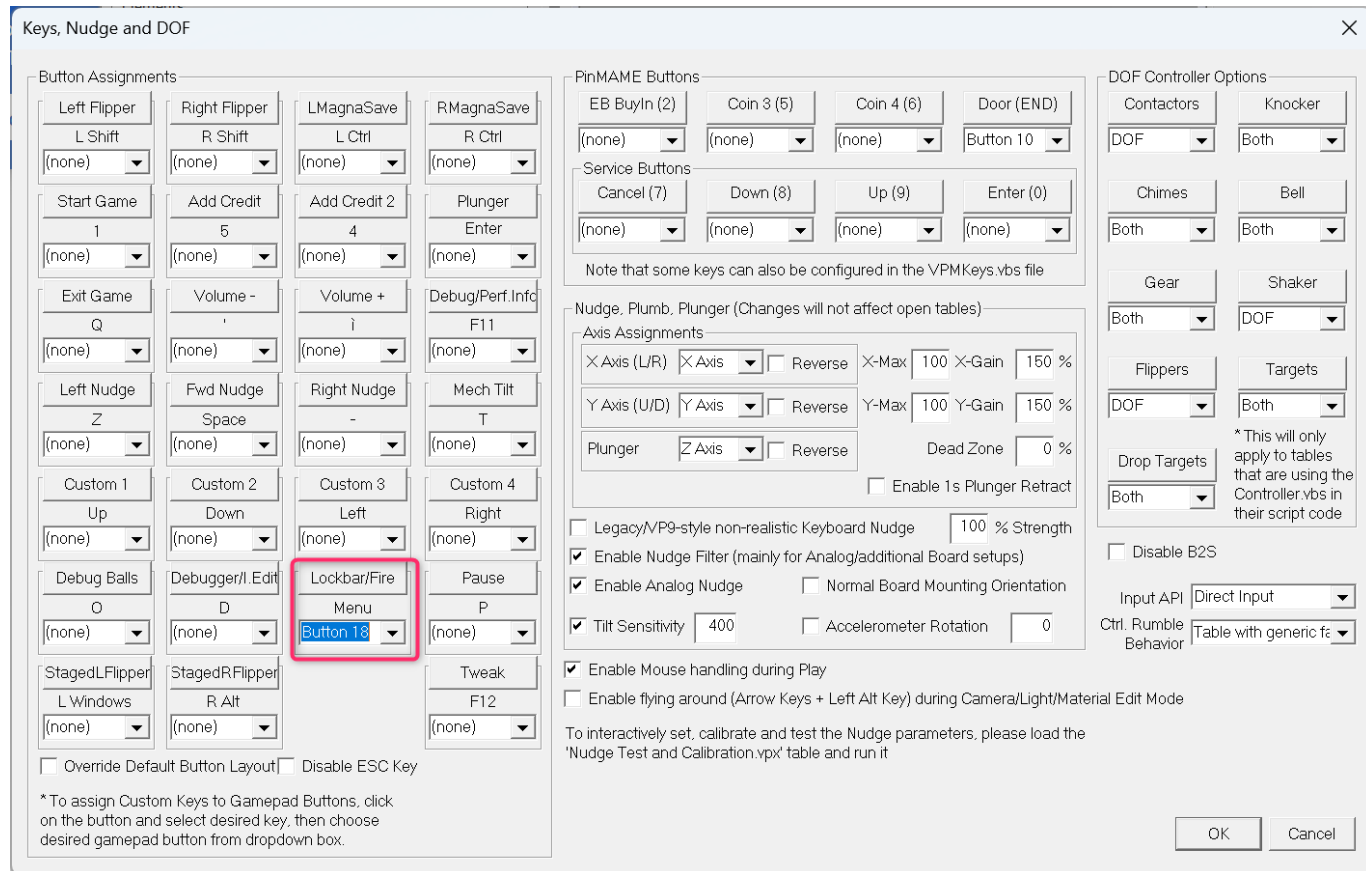 Keys, Nudge and DOF
Button Assignments
Left Flipper Right Flipper LMagnaSave RMagnaSave
L Shift R Shift L Ctrl R Ctrl
(none) (none) (none) (none)
Start Game Add Credit Add Credit 2 Plunger
1 5 4 Enter
(none) (none) (none) (none)
Exit Game Volume - Volume + Debug/Perf.Info
Q ' ì F11
(none) (none) (none) (none)
Left Nudge Fwd Nudge Right Nudge Mech Tilt
Z Space - T
(none) (none) (none) (none)
Custom 1 Custom 2 Custom 3 Custom 4
Up Down Left Right
(none) (none) (none) (none)
Debug Balls Debugger/I.Edit Lockbar/Fire Pause
O D Menu P
(none) (none) Button 18 (none)
StagedLFlipper StagedRFlipper Tweak
L Windows R Alt F12
(none) (none) (none)
Override Default Button Layout Disable ESC Key
* To assign Custom Keys to Gamepad Buttons, click
on the button and select desired key, then choose
desired gamepad button from dropdown box.
PinMAME Buttons
EB BuyIn (2) Coin 3 (5) Coin 4 (6) Door (END)
(none) (none) (none) Button 10
Service Buttons
Cancel (7) Down (8) Up (9) Enter (0)
(none) (none) (none) (none)
Note that some keys can also be configured in the VPMKeys.vbs file
Nudge, Plumb, Plunger (Changes will not affect open tables)
Axis Assignments
X Axis (L/R) X Axis Reverse X-Max 100 X-Gain 150 %
Y Axis (U/D) Y Axis Reverse Y-Max 100 Y-Gain 150 %
Plunger Z Axis Reverse Dead Zone 0 %
Enable 1s Plunger Retract
Legacy/VP9-style non-realistic Keyboard Nudge 100 % Strength
Enable Nudge Filter (mainly for Analog/additional Board setups)
Enable Analog Nudge Normal Board Mounting Orientation
Tilt Sensitivity 400 Accelerometer Rotation 0
Enable Mouse handling during Play
Enable flying around (Arrow Keys + Left Alt Key) during Camera/Light/Material Edit Mode
To interactively set, calibrate and test the Nudge parameters, please load the
'Nudge Test and Calibration.vpx' table and run it
DOF Controller Options
Contactors Knocker
DOF Both
Chimes Bell
Both Both
Gear Shaker
Both DOF
Flippers Targets
DOF Both
Drop Targets
Both
* This will only
apply to tables
that are using the
Controller.vbs in
their script code
Disable B2S
Input API Direct Input
Ctrl. Rumble
Behavior Table with generic fa
OK Cancel